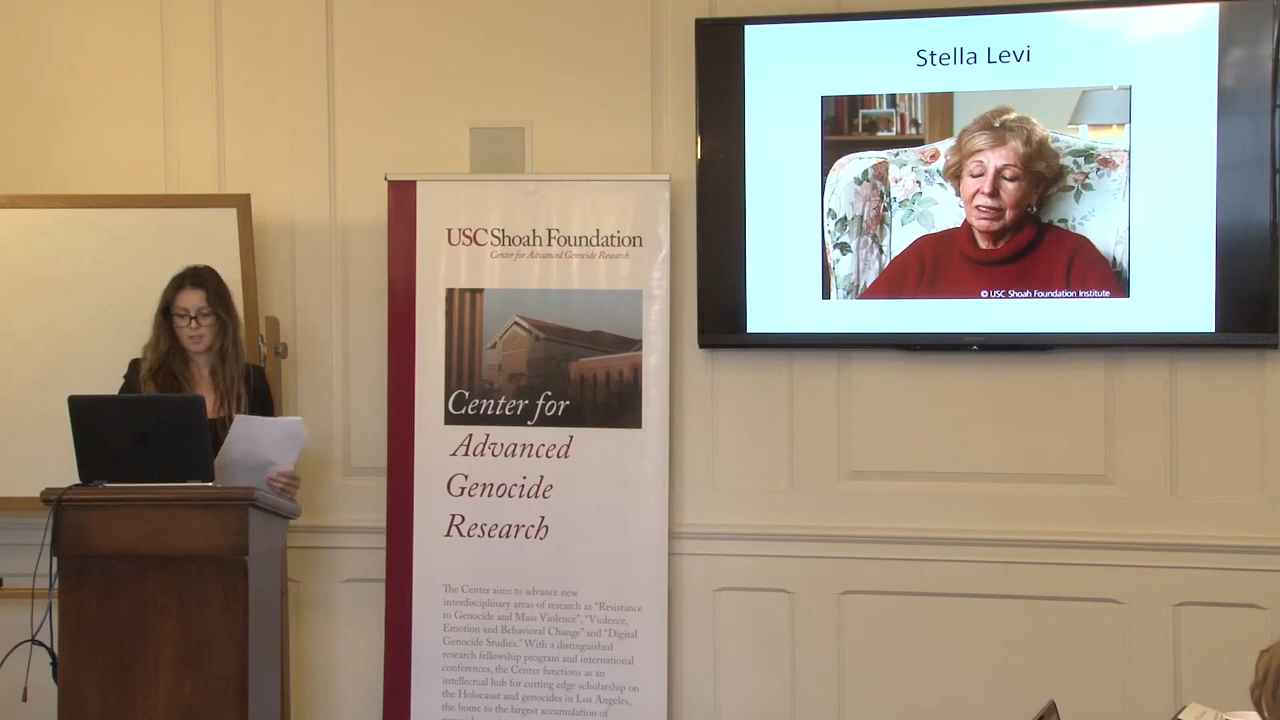 Stella Levi
© USC Shoah Foundation Institute
USC Shoah Foundation
Center for Advanced Genocide Research
Center for
Advanced
Genocide
Research
The Center aims to advance new
interdisciplinary areas of research as "Resistance
to Genocide and Mass Violence", "Violence,
Emotion and Behavioral Change" and "Digital
Genocide Studies." With a distinguished
research fellowship program and international
conferences, the Center functions as an
intellectual hub for cutting edge scholarship on
the Holocaust and genocides in Los Angeles,
the home to the largest accumulation of